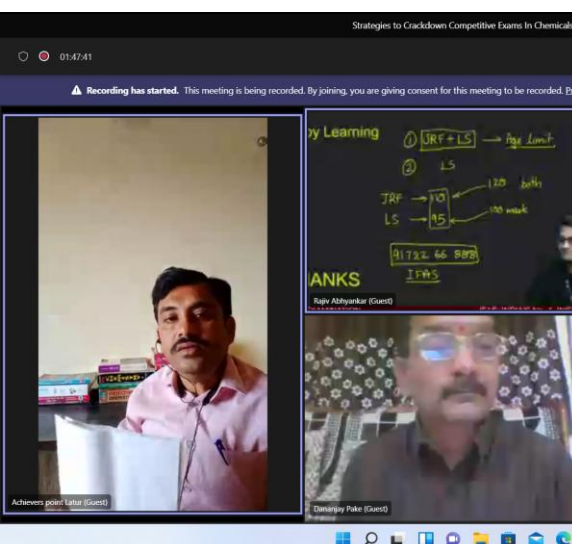 Strategies to Crackdown Competitive Exams In Chemicals
01:47:41
Recording has started. This meeting is being recorded. By joining, you are giving consent for this meeting to be recorded.
by Learning
① JRF + LS → Age Limit
② LS
JRF → 110 120 both
LS → 95 100 mark
IFAS
ANKS
Rajiv Abhyankar (Guest)
Achievers point Latur (Guest)
Dananjay Pake (Guest)